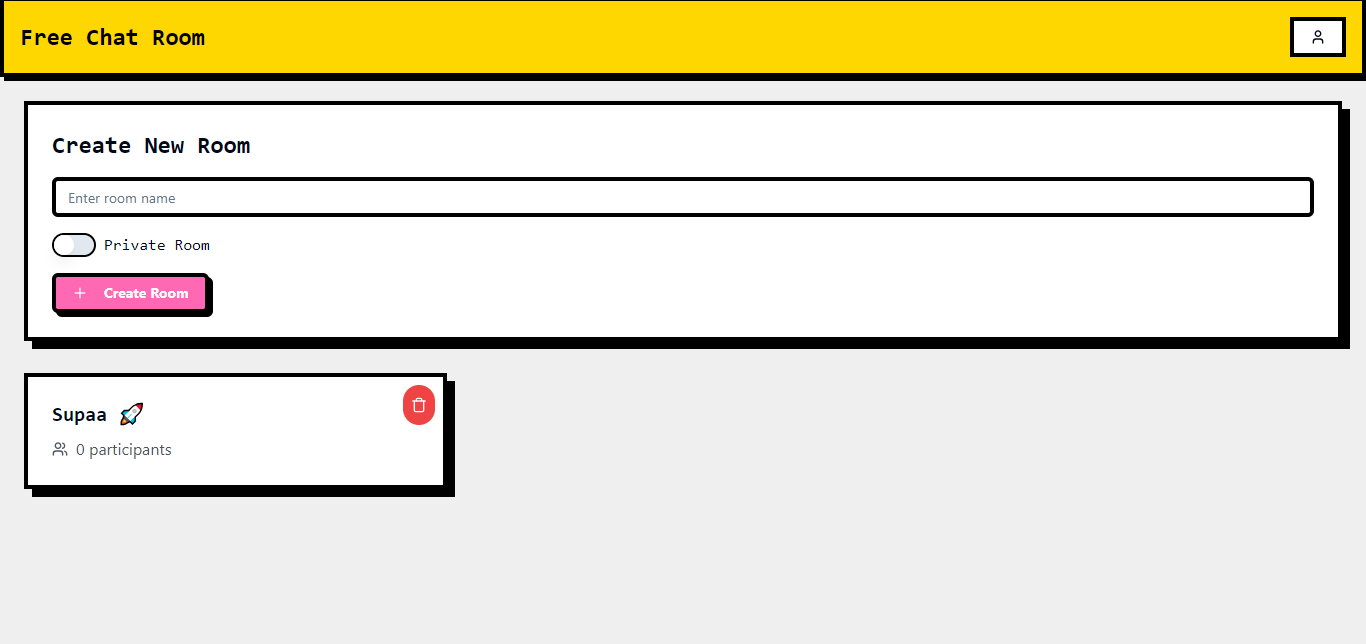 Free Chat Room
Create New Room
Enter room name
Private Room
Create Room
Supaa 🚀
0 participants